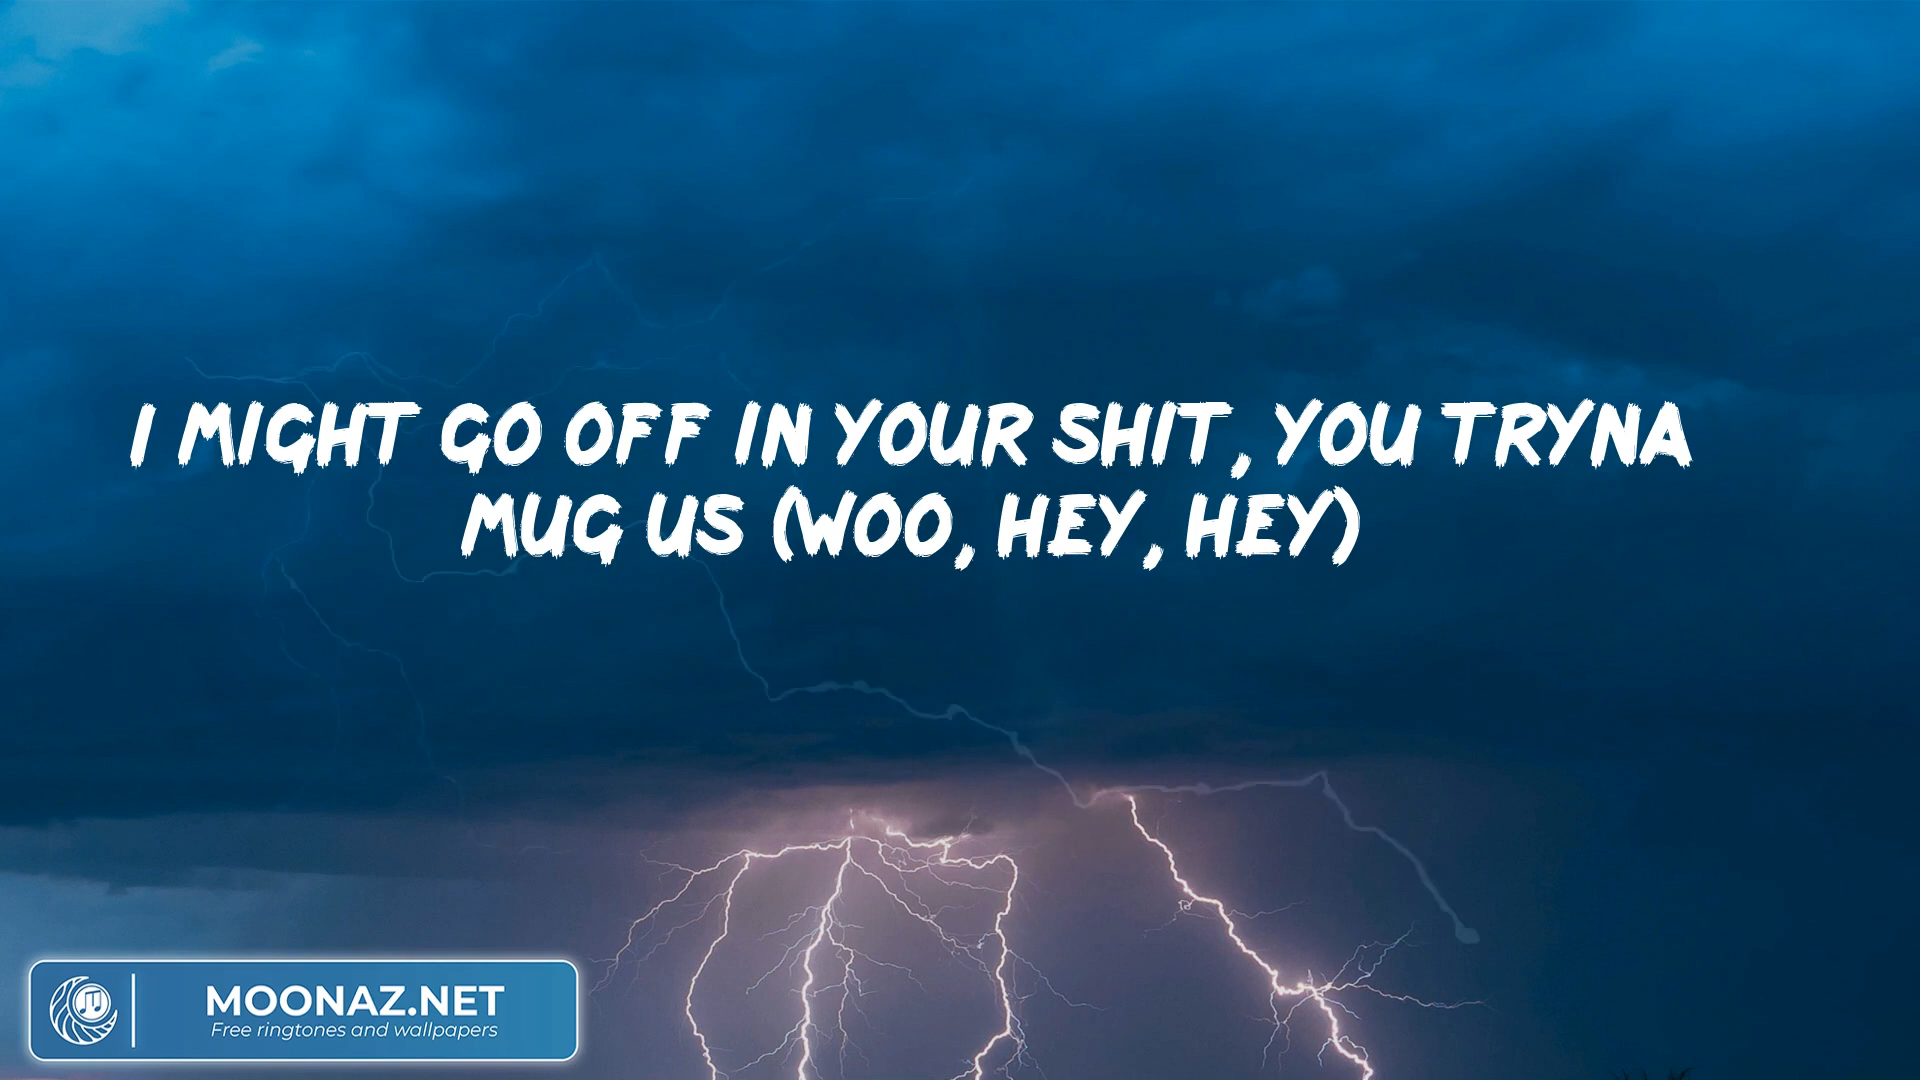 I MIGHT GO OFF IN YOUR SHIT, YOU TRYNA
MUG US (WOO, HEY, HEY)
MOONAZ.NET
Free ringtones and wallpapers